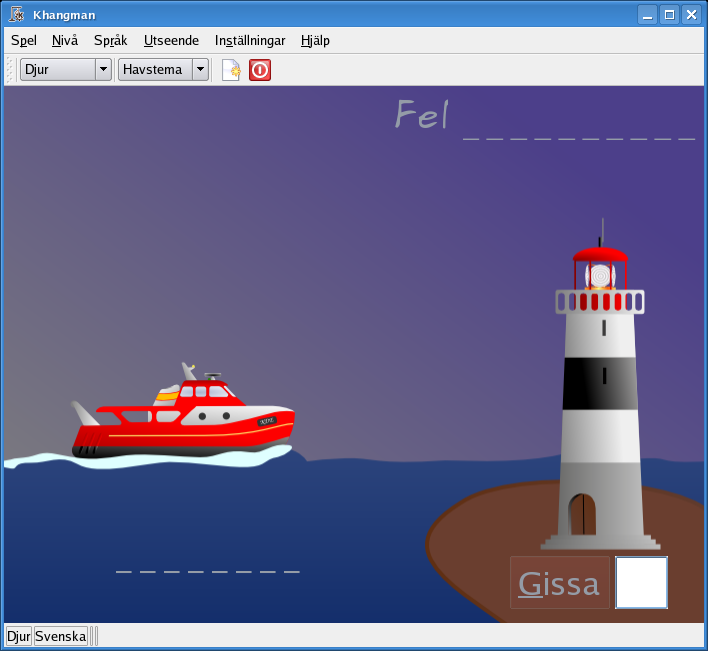 Khangman
Spel Nivå Språk Utseende Inställningar Hjälp
Djur Havstema
Fel _ _ _ _ _ _ _ _ _ _
_ _ _ _ _ _ _ _
Gissa
Djur Svenska